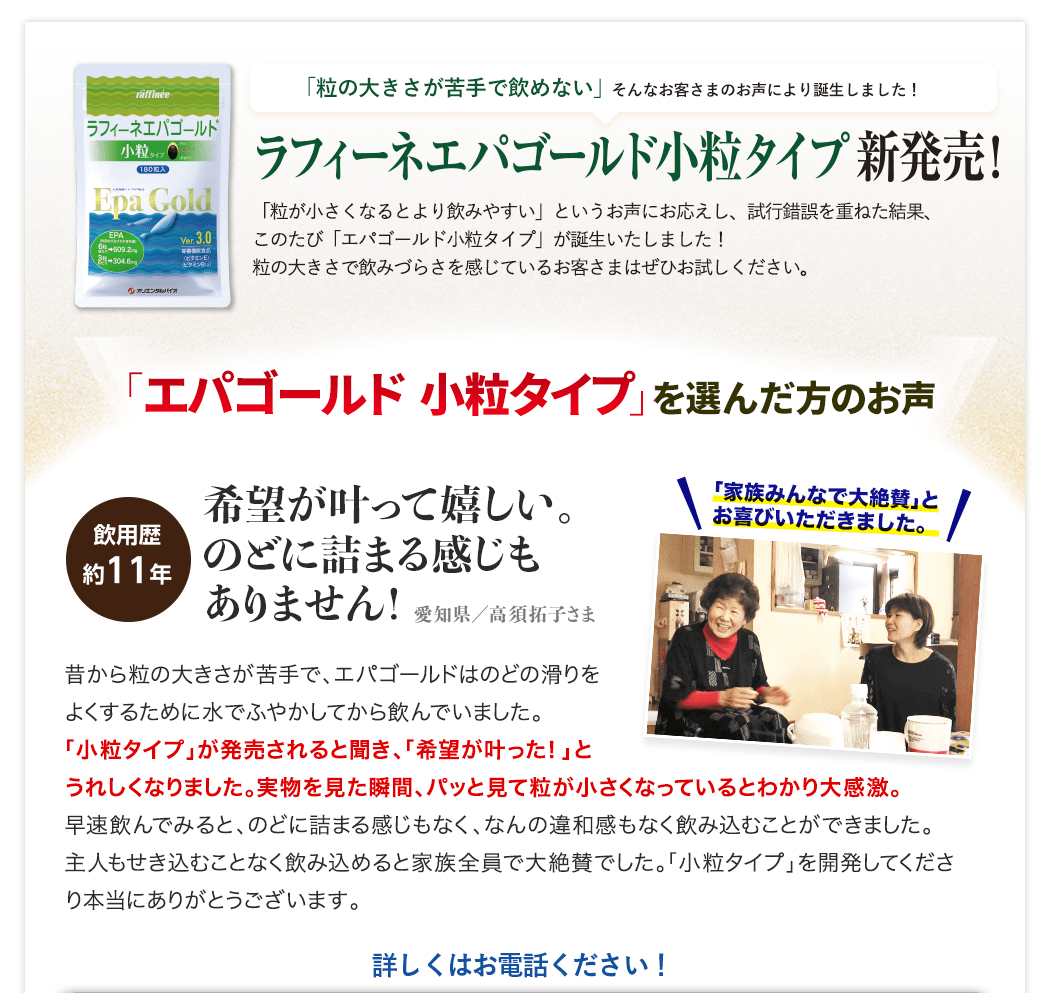 raffinée
ラフィーネエパゴールド
小粒タイプ
180粒入
Epa Gold
EPA
6粒
➡609.2mg
3粒
➡304.6mg
Ver.3.0
栄養機能食品
オリエンタルバイオ
「粒の大きさが苦手で飲めない」そんなお客さまのお声により誕生しました！
ラフィーネエパゴールド小粒タイプ 新発売！
「粒が小さくなるとより飲みやすい」というお声にお応えし、試行錯誤を重ねた結果、
このたび「エパゴールド小粒タイプ」が誕生いたしました！
粒の大きさで飲みづらさを感じているお客さまはぜひお試しください。
「エパゴールド 小粒タイプ」を選んだ方のお声
飲用歴
約11年
希望が叶って嬉しい。
のどに詰まる感じも
ありません！ 愛知県／高須拓子さま
「家族みんなで大絶賛」と
お喜びいただきました。
昔から粒の大きさが苦手で、エパゴールドはのどの滑りを
よくするために水でふやかしてから飲んでいました。
「小粒タイプ」が発売されると聞き、「希望が叶った！」と
うれしくなりました。実物を見た瞬間、パッと見て粒が小さくなっているとわかり大感激。
早速飲んでみると、のどに詰まる感じもなく、なんの違和感もなく飲み込むことができました。
主人もせき込むことなく飲み込めると家族全員で大絶賛でした。「小粒タイプ」を開発してくださ
り本当にありがとうございます。
詳しくはお電話ください！